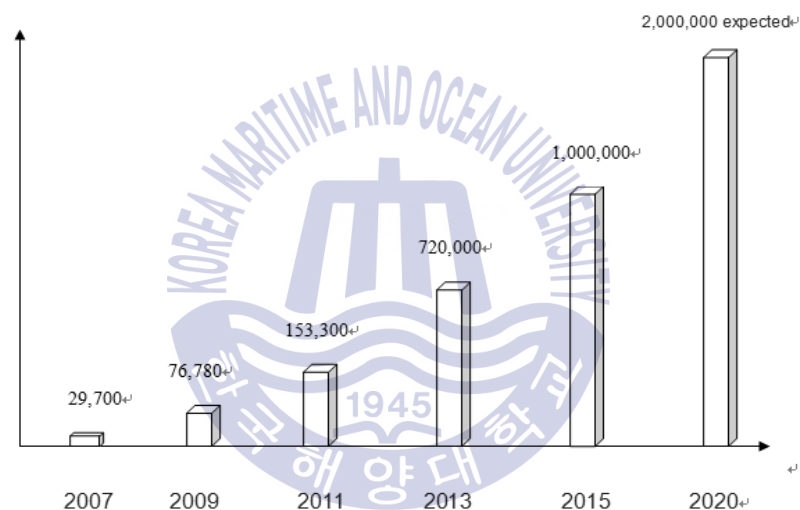 2,000,000 expected
1,000,000
720,000
153,300
76,780
29,700
KOREA MARITIME AND OCEAN UNIVERSITY
1945
한국해양대학교
2007 2009 2011 2013 2015 2020